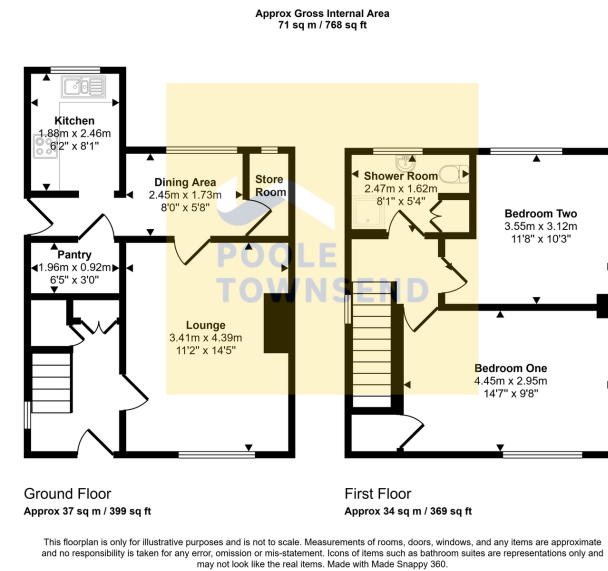 Approx Gross Internal Area
71 sq m / 768 sq ft
Kitchen
1.88m x 2.46m
6'2" x 8'1"
Dining Area
2.45m x 1.73m
8'0" x 5'8"
Store
Room
Pantry
1.96m x 0.92m
6'5" x 3'0"
Lounge
3.41m x 4.39m
11'2" x 14'5"
Shower Room
2.47m x 1.62m
8'1" x 5'4"
Bedroom Two
3.55m x 3.12m
11'8" x 10'3"
Bedroom One
4.45m x 2.95m
14'7" x 9'8"
POOLE
TOWNSEND
Ground Floor
Approx 37 sq m / 399 sq ft
First Floor
Approx 34 sq m / 369 sq ft
This floorplan is only for illustrative purposes and is not to scale. Measurements of rooms, doors, windows, and any items are approximate
and no responsibility is taken for any error, omission or mis-statement. Icons of items such as bathroom suites are representations only and
may not look like the real items. Made with Made Snappy 360.